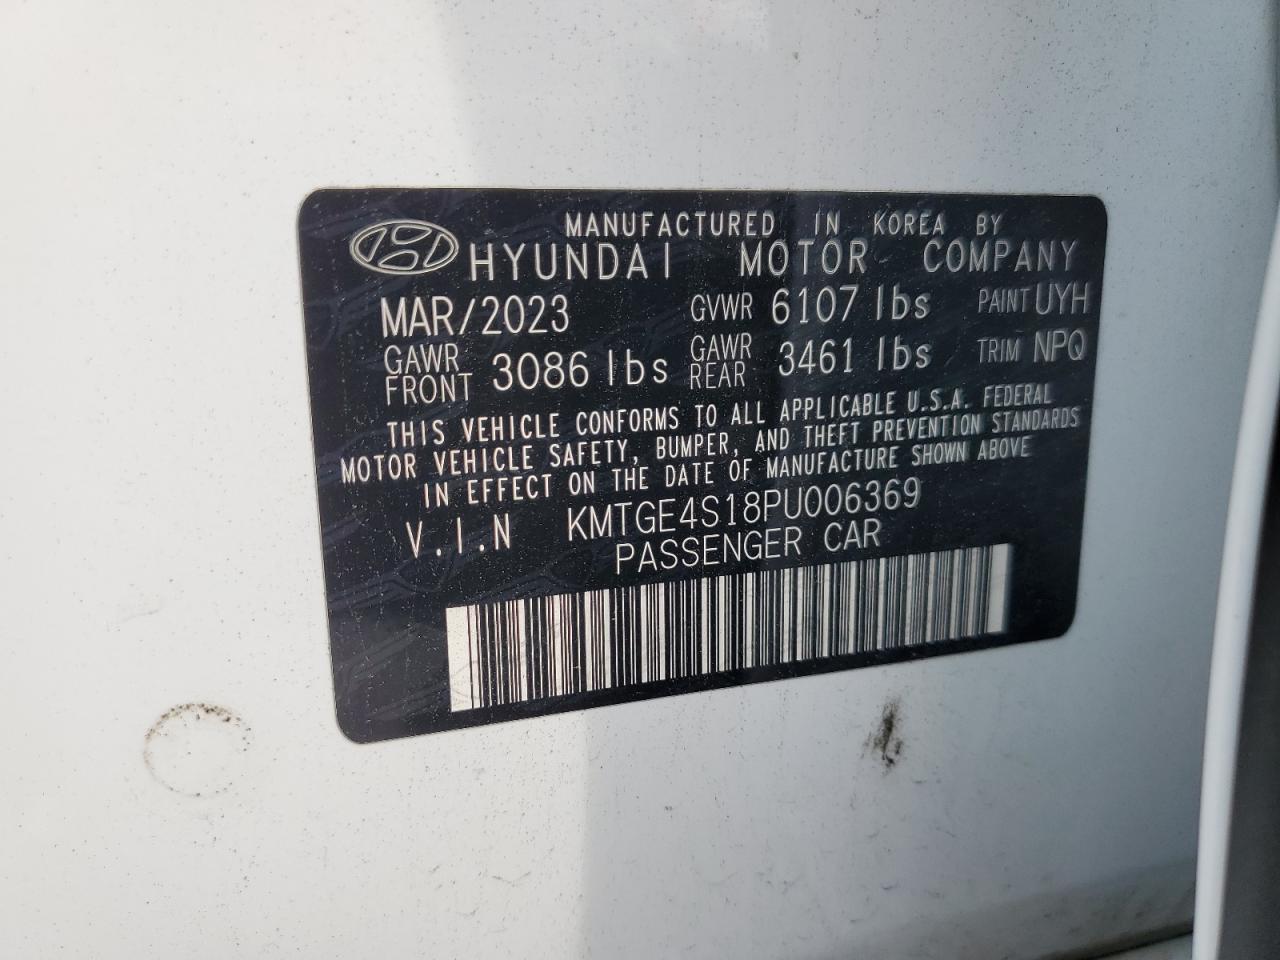 MANUFACTURED IN KOREA BY
HYUNDAI MOTOR COMPANY
MAR/2023 GVWR 6107 lbs PAINT UYH
GAWR FRONT 3086 lbs GAWR REAR 3461 lbs TRIM NPQ
THIS VEHICLE CONFORMS TO ALL APPLICABLE U.S.A. FEDERAL
MOTOR VEHICLE SAFETY, BUMPER, AND THEFT PREVENTION STANDARDS
IN EFFECT ON THE DATE OF MANUFACTURE SHOWN ABOVE
V.I.N KMTGE4S18PU006369
PASSENGER CAR